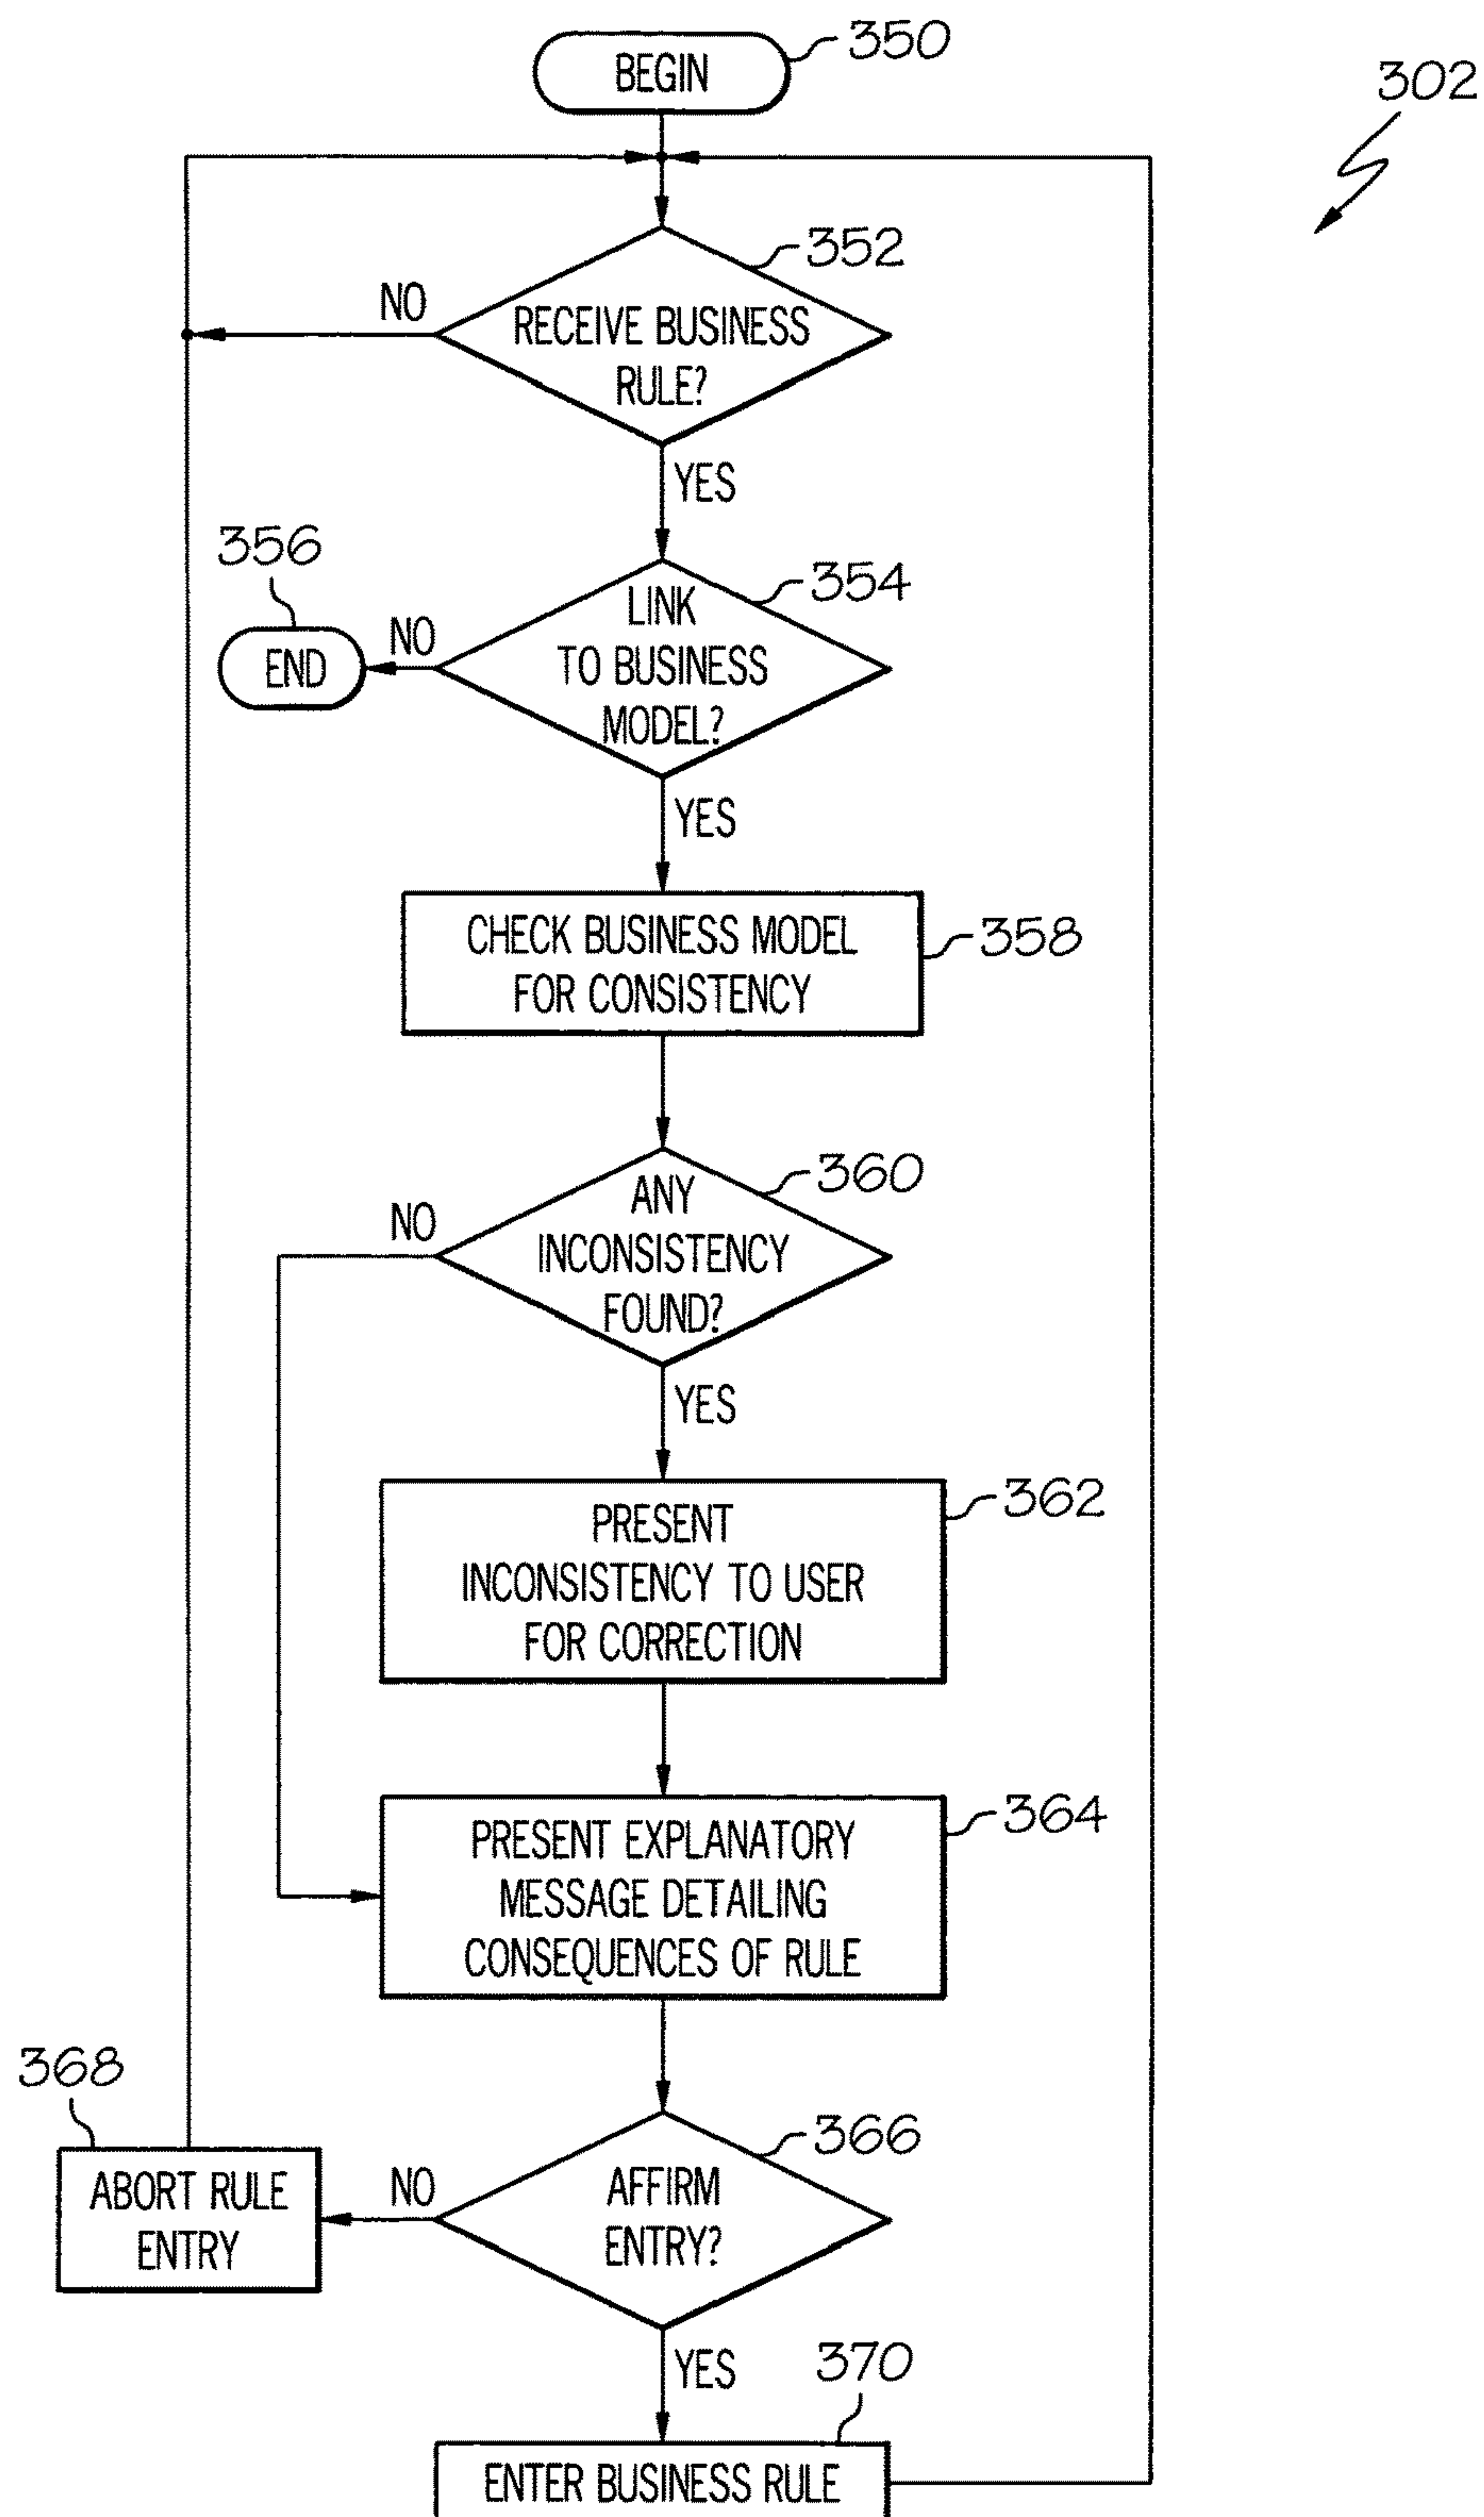 350
BEGIN
302
352
NO
RECEIVE BUSINESS
RULE?
YES
356
354
LINK
NO
END
TO BUSINESS
MODEL?
YES
CHECK BUSINESS MODEL
358
FOR CONSISTENCY
360
ANY
NO
INCONSISTENCY
FOUND?
YES
362
PRESENT
INCONSISTENCY TO USER
FOR CORRECTION
364
PRESENT EXPLANATORY
MESSAGE DETAILING
CONSEQUENCES OF RULE
368
366
ABORT RULE
ENTRY
NO
AFFIRM
ENTRY?
YES
370
ENTER BUSINESS RULE